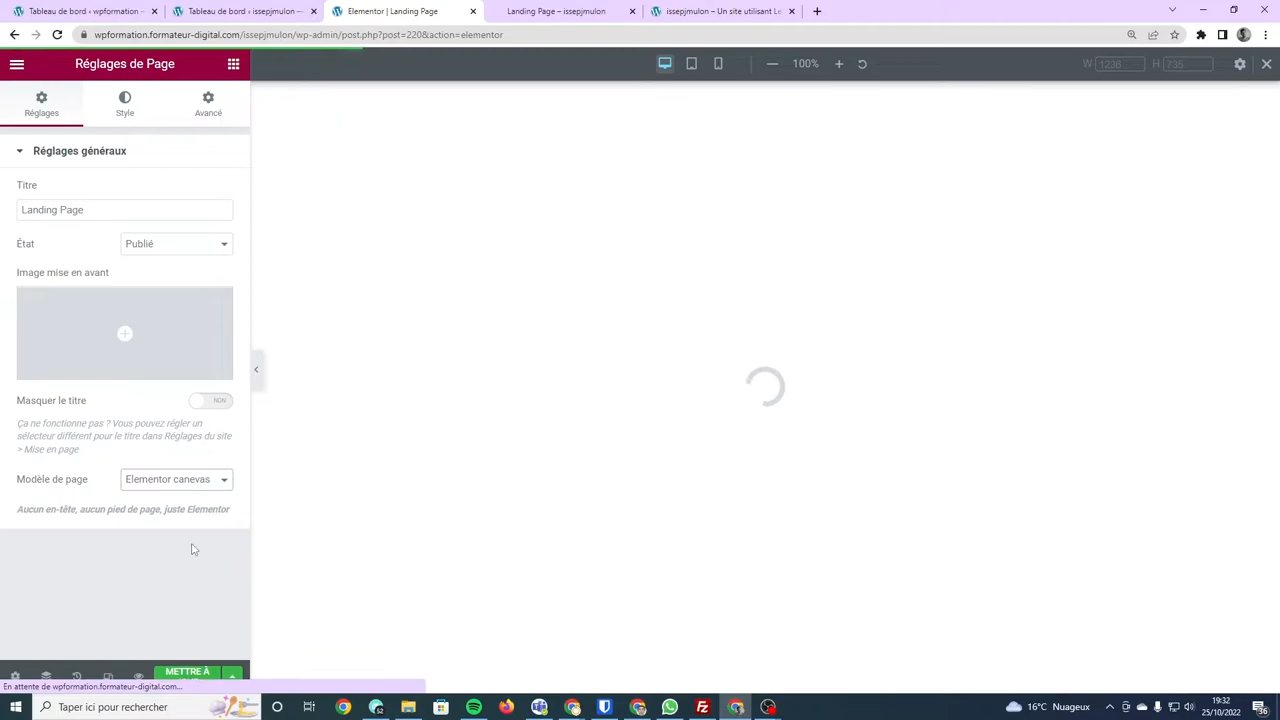 Tableau de bord ‹ issepjmulon —
Tableau de bord ‹ issepjmulon —
Elementor | Landing Page
Landing Page – issepjmulon
issepjmulon – Un site utilisant Le
wpformation.formateur-digital.com/issepjmulon/wp-admin/post.php?post=220&action=elementor
Réglages de Page
100%
W 1236 H 735
Réglages Style Avancé
Réglages généraux
Titre
Landing Page
État Publié
Image mise en avant
Masquer le titre NON
Ça ne fonctionne pas ? Vous pouvez régler un
sélecteur différent pour le titre dans Réglages du site
> Mise en page
Modèle de page Elementor canevas
Aucun en-tête, aucun pied de page, juste Elementor
METTRE À
En attente de wpformation.formateur-digital.com...
Taper ici pour rechercher
16°C Nuageux
19:32
25/10/2022
36